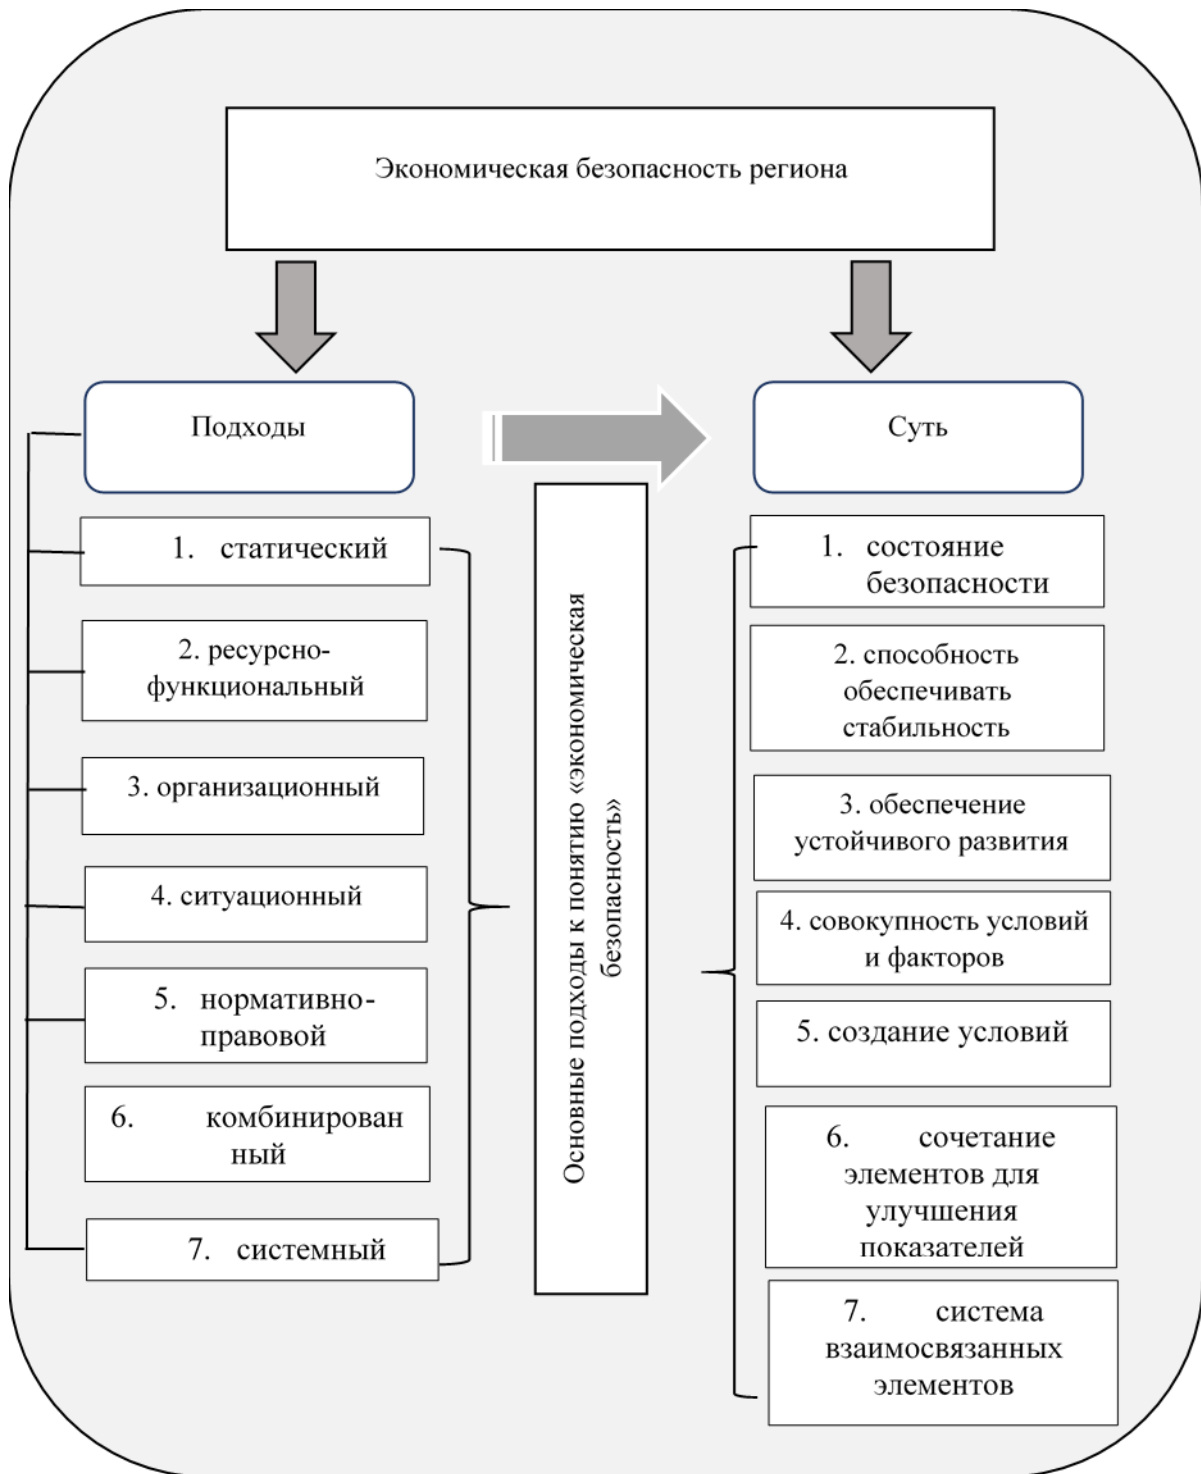 Экономическая безопасность региона
Подходы
Суть
1. статический
2. ресурсно-
функциональный
3. организационный
4. ситуационный
5. нормативно-
правовой
6. комбинирован
ный
7. системный
Основные подходы к понятию «экономическая
безопасность»
1. состояние
безопасности
2. способность
обеспечивать
стабильность
3. обеспечение
устойчивого развития
4. совокупность условий
и факторов
5. создание условий
6. сочетание
элементов для
улучшения
показателей
7. система
взаимосвязанных
элементов